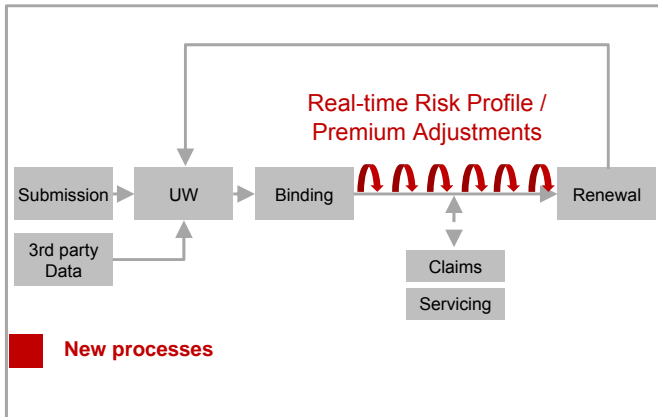 Real-time Risk Profile /
Premium Adjustments
Submission
UW
Binding
Renewal
3rd party
Data
Claims
Servicing
New processes